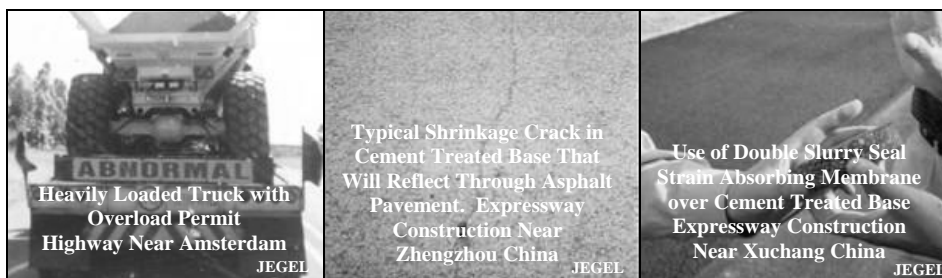 ABNORMAL
Heavily Loaded Truck with
Overload Permit
Highway Near Amsterdam
JEGEL
Typical Shrinkage Crack in
Cement Treated Base That
Will Reflect Through Asphalt
Pavement. Expressway
Construction Near
Zhengzhou China
JEGEL
Use of Double Slurry Seal
Strain Absorbing Membrane
over Cement Treated Base
Expressway Construction
Near Xuchang China
JEGEL